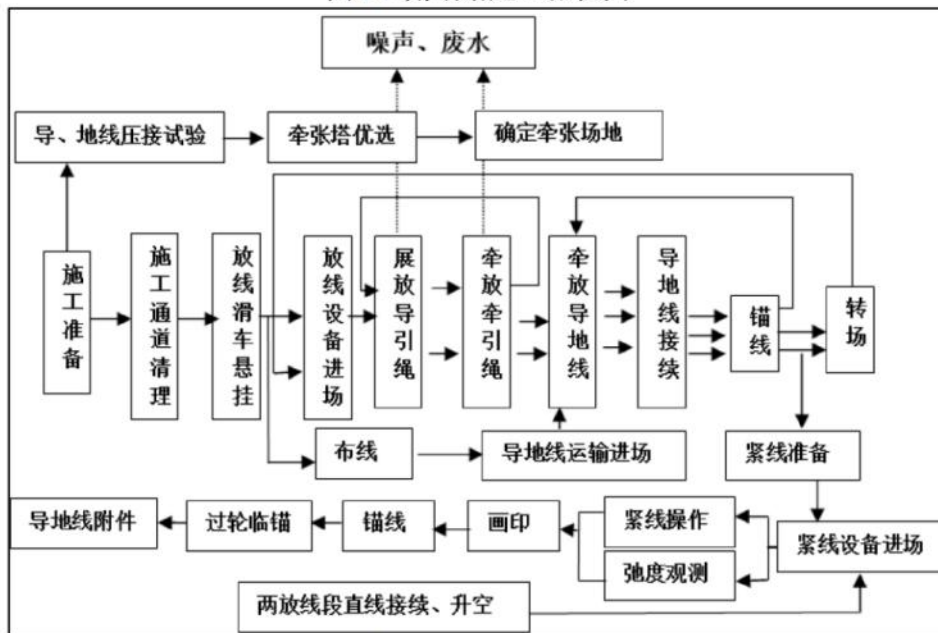 噪声、废水
导、地线压接试验
牵张塔优选
确定牵张场地
施工准备
施工通道清理
放线滑车悬挂
放线设备进场
展放导引绳
牵放牵引绳
牵放导地线
导地线接续
锚线
转场
布线
导地线运输进场
紧线准备
导地线附件
过轮临锚
锚线
画印
紧线操作
弛度观测
紧线设备进场
两放线段直线接续、升空